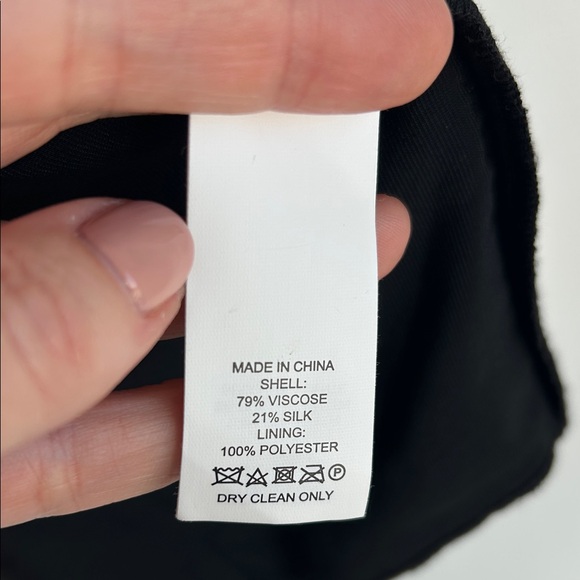 MADE IN CHINA
SHELL:
79% VISCOSE
21% SILK
LINING:
100% POLYESTER
P
DRY CLEAN ONLY